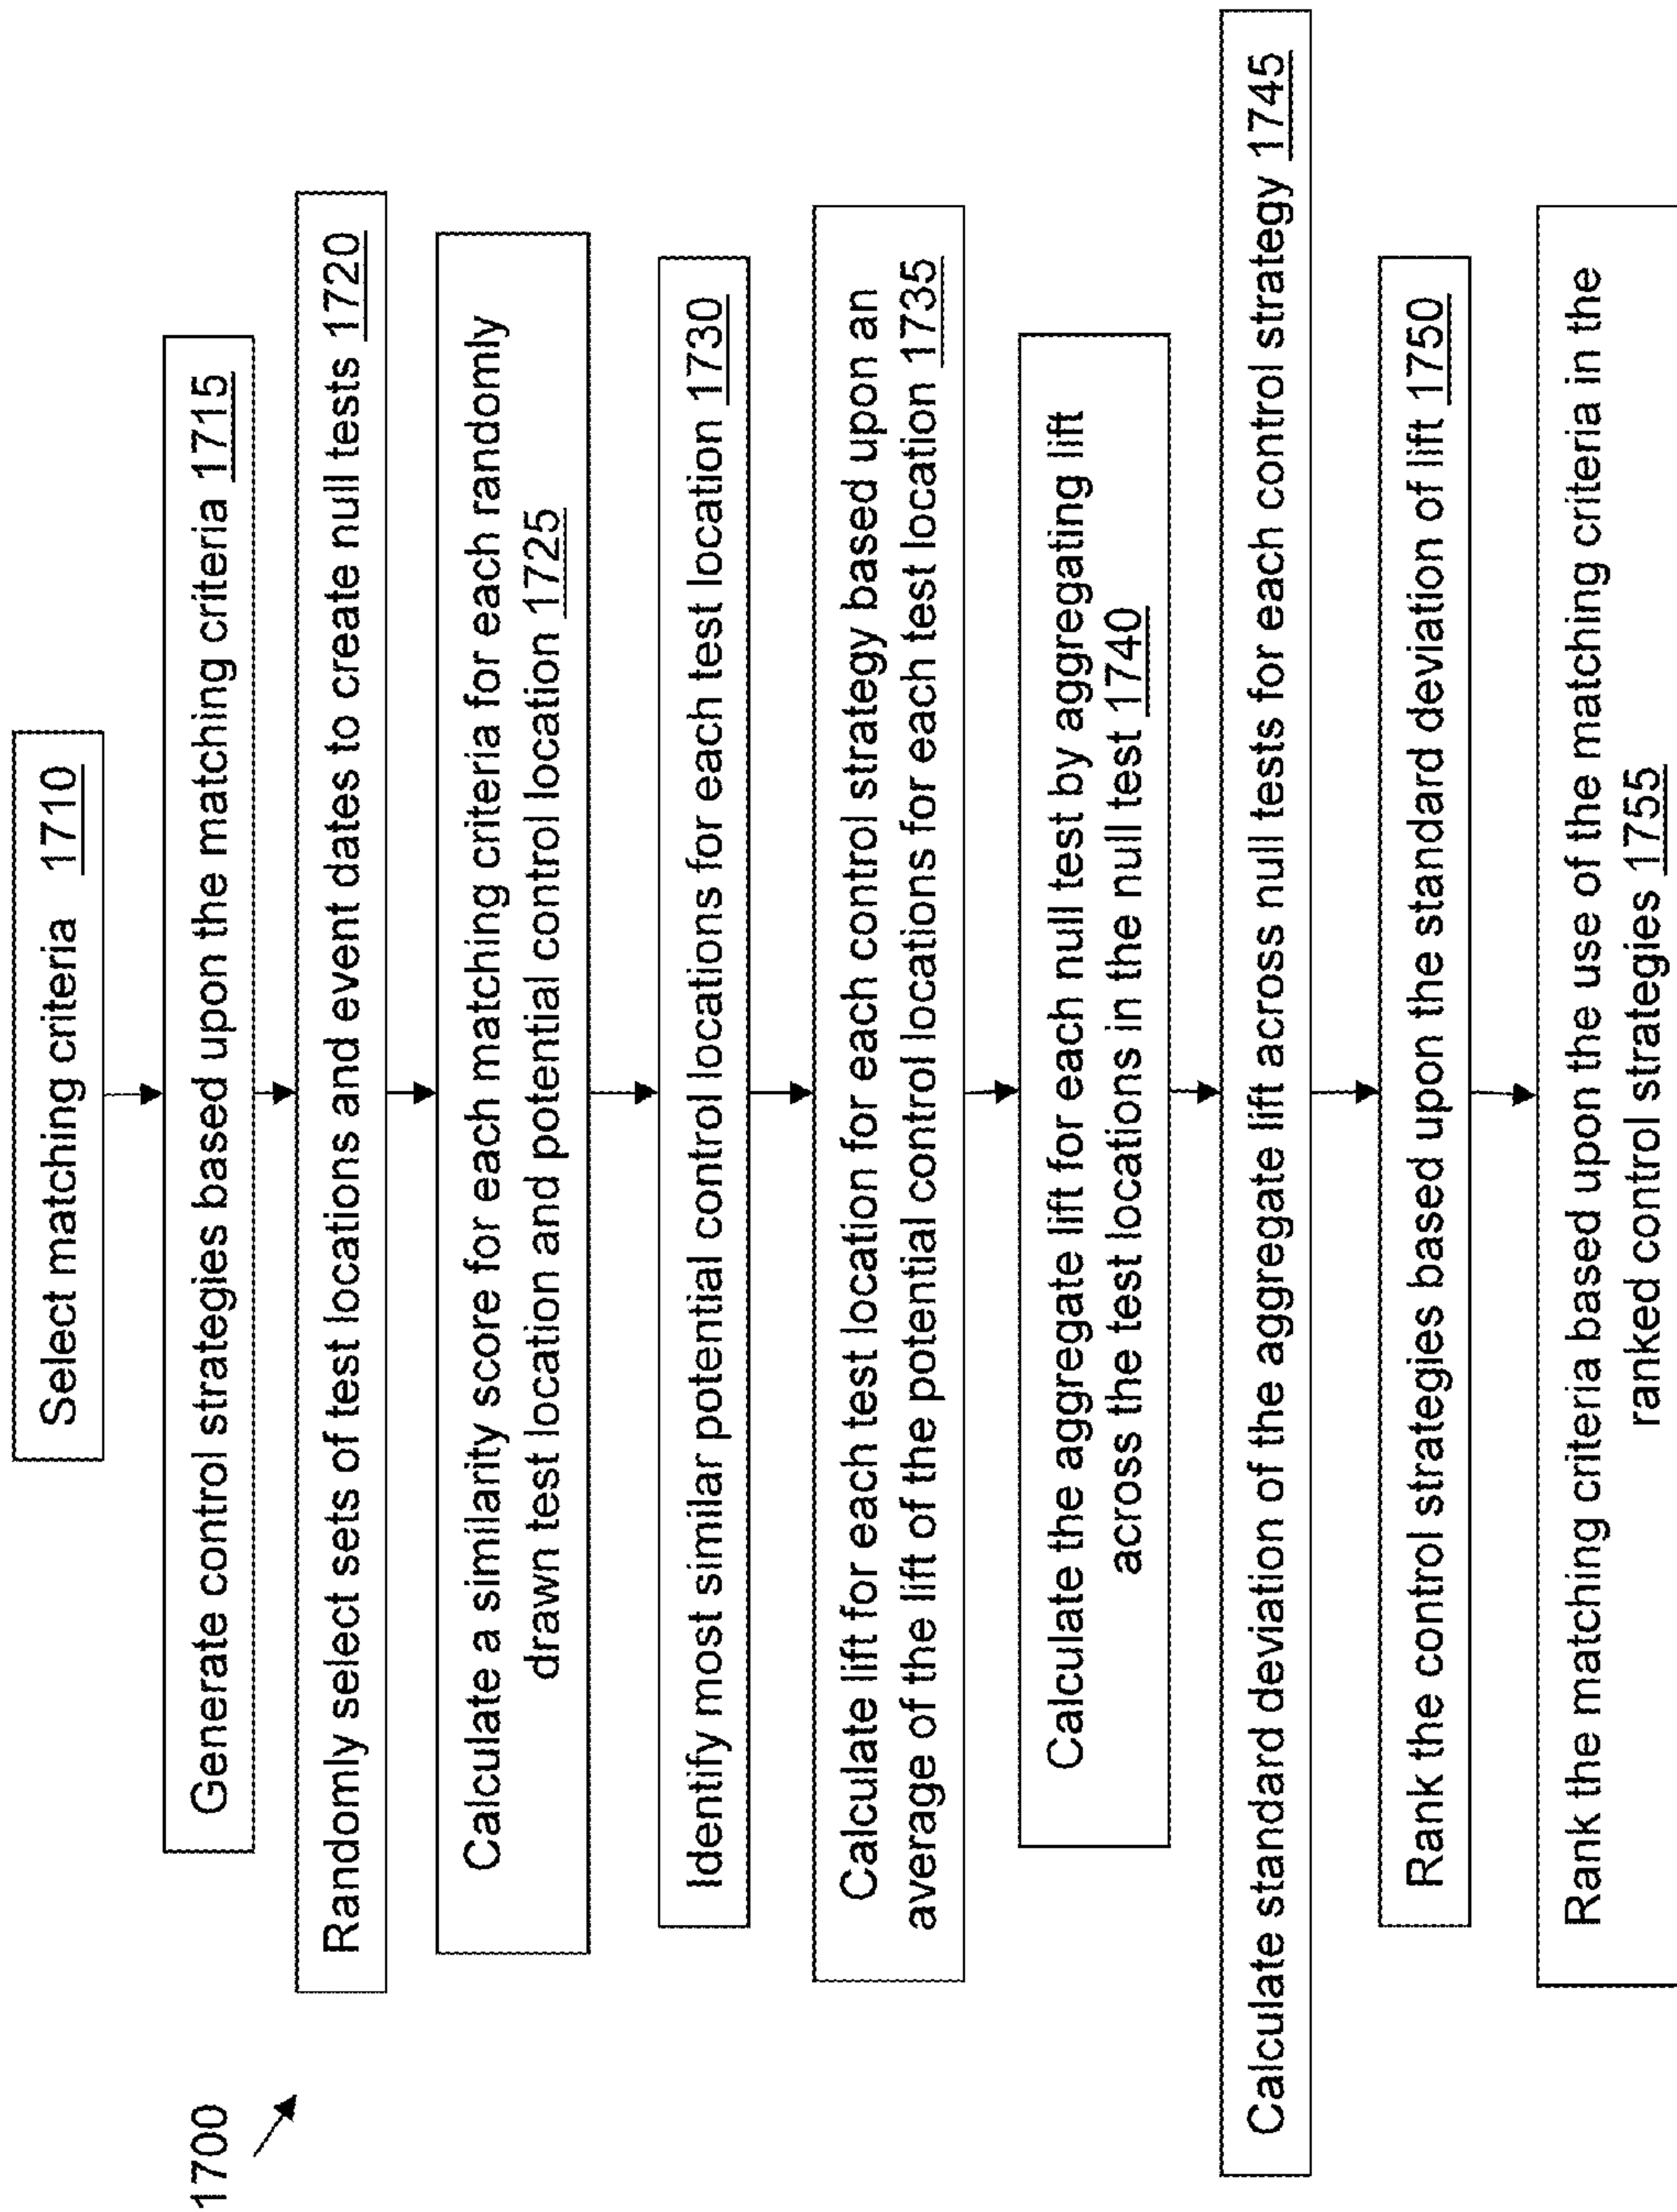 1700
Select matching criteria 1710
Generate control strategies based upon the matching criteria 1715
Randomly select sets of test locations and event dates to create null tests 1720
Calculate a similarity score for each matching criteria for each randomly
drawn test location and potential control location 1725
Identify most similar potential control locations for each test location 1730
Calculate lift for each test location for each control strategy based upon an
average of the lift of the potential control locations for each test location 1735
Calculate the aggregate lift for each null test by aggregating lift
across the test locations in the null test 1740
Calculate standard deviation of the aggregate lift across null tests for each control strategy 1745
Rank the control strategies based upon the standard deviation of lift 1750
Rank the matching criteria based upon the use of the matching criteria in the
ranked control strategies 1755